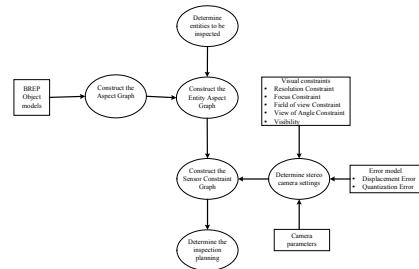 Determine
entities to be
inspected
BREP
Object
models
Construct the
Aspect Graph
Construct the
Entity Aspect
Graph
Visual constraints
• Resolution Constraint
• Focus Constraint
• Field of view Constraint
• View of Angle Constraint
• Visibility
Construct the
Sensor Constraint
Graph
Determine stereo
camera settings
Error model
• Displacement Error
• Quantization Error
Determine the
inspection
planning
Camera
parameters